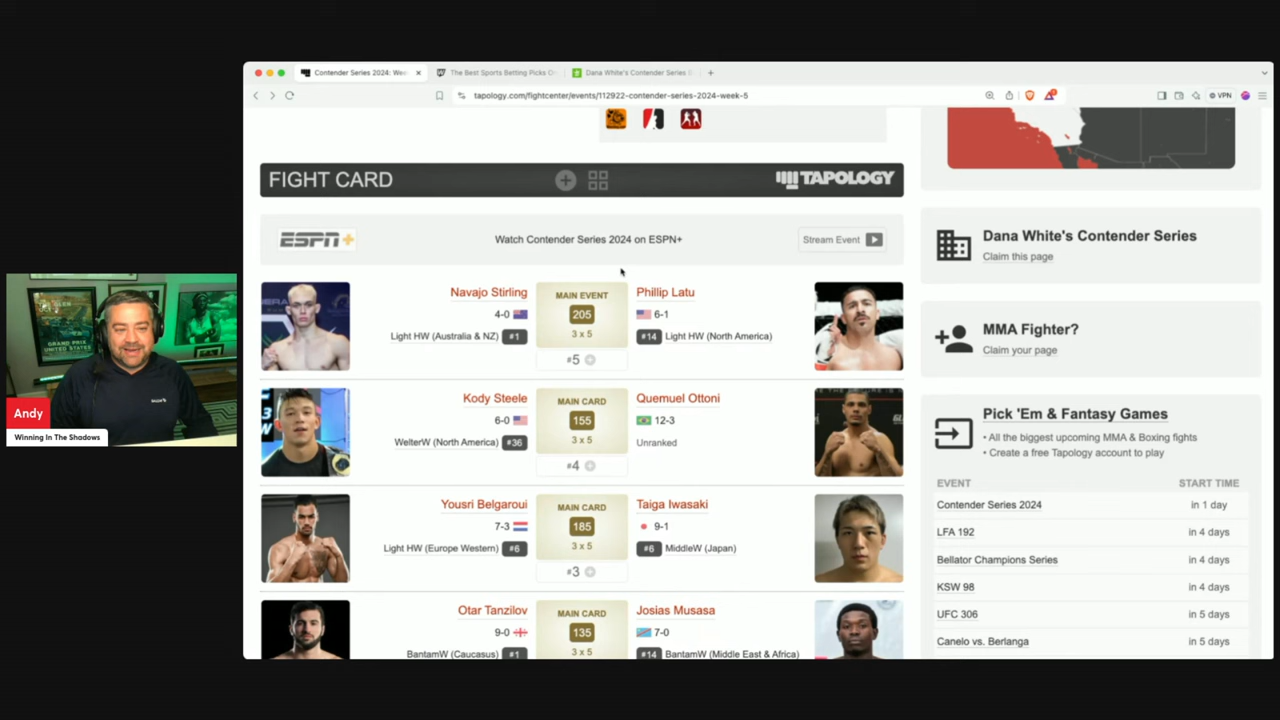 Contender Series 2024: Wee
The Best Sports Betting Picks O
Dana White's Contender Series
tapology.com/fightcenter/events/112922-contender-series-2024-week-5
VPN
FIGHT CARD
TAPOLOGY
ESPN+
Watch Contender Series 2024 on ESPN+
Stream Event
Navajo Stirling
4-0
Light HW (Australia & NZ) #1
MAIN EVENT
205
3 x 5
#5
Phillip Latu
6-1
#14 Light HW (North America)
Kody Steele
6-0
WelterW (North America) #36
MAIN CARD
155
3 x 5
#4
Quemuel Ottoni
12-3
Unranked
Yousri Belgaroui
7-3
Light HW (Europe Western) #6
MAIN CARD
185
3 x 5
#3
Taiga Iwasaki
9-1
#6 MiddleW (Japan)
Otar Tanzilov
9-0
BantamW (Caucasus) #1
MAIN CARD
135
3 x 5
Josias Musasa
7-0
#14 BantamW (Middle East & Africa)
Dana White's Contender Series
Claim this page
MMA Fighter?
Claim your page
Pick 'Em & Fantasy Games
• All the biggest upcoming MMA & Boxing fights
• Create a free Tapology account to play
EVENT START TIME
Contender Series 2024 in 1 day
LFA 192 in 4 days
Bellator Champions Series in 4 days
KSW 98 in 4 days
UFC 306 in 5 days
Canelo vs. Berlanga in 5 days
GRAND PRIX
UNITED STATES
Andy
Winning In The Shadows